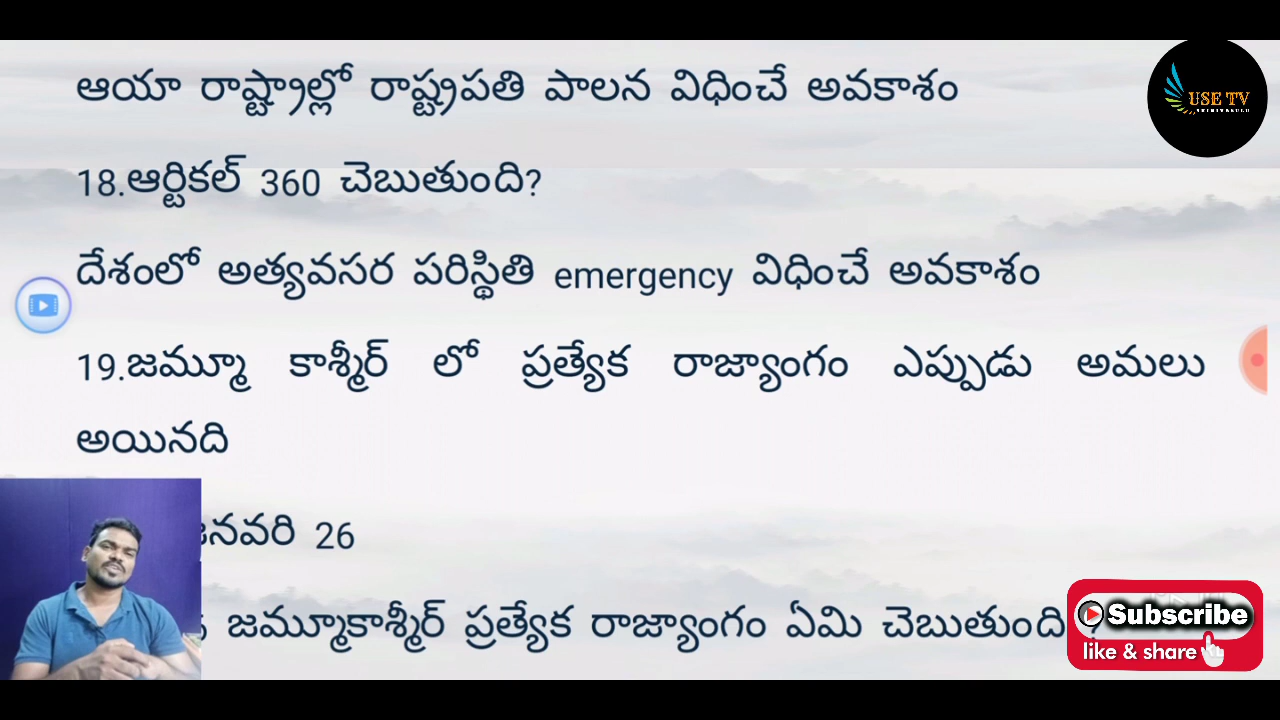 ఆయా రాష్ట్రాల్లో రాష్ట్రపతి పాలన విధించే అవకాశం
USE TV
18.ఆర్టికల్ 360 చెబుతుంది?
దేశంలో అత్యవసర పరిస్థితి emergency విధించే అవకాశం
19.జమ్మూ కాశ్మీర్ లో ప్రత్యేక రాజ్యాంగం ఎప్పుడు అమలు
అయినది
జనవరి 26
జమ్మూకాశ్మీర్ ప్రత్యేక రాజ్యాంగం ఏమి చెబుతుంది ?
Subscribe
like & share